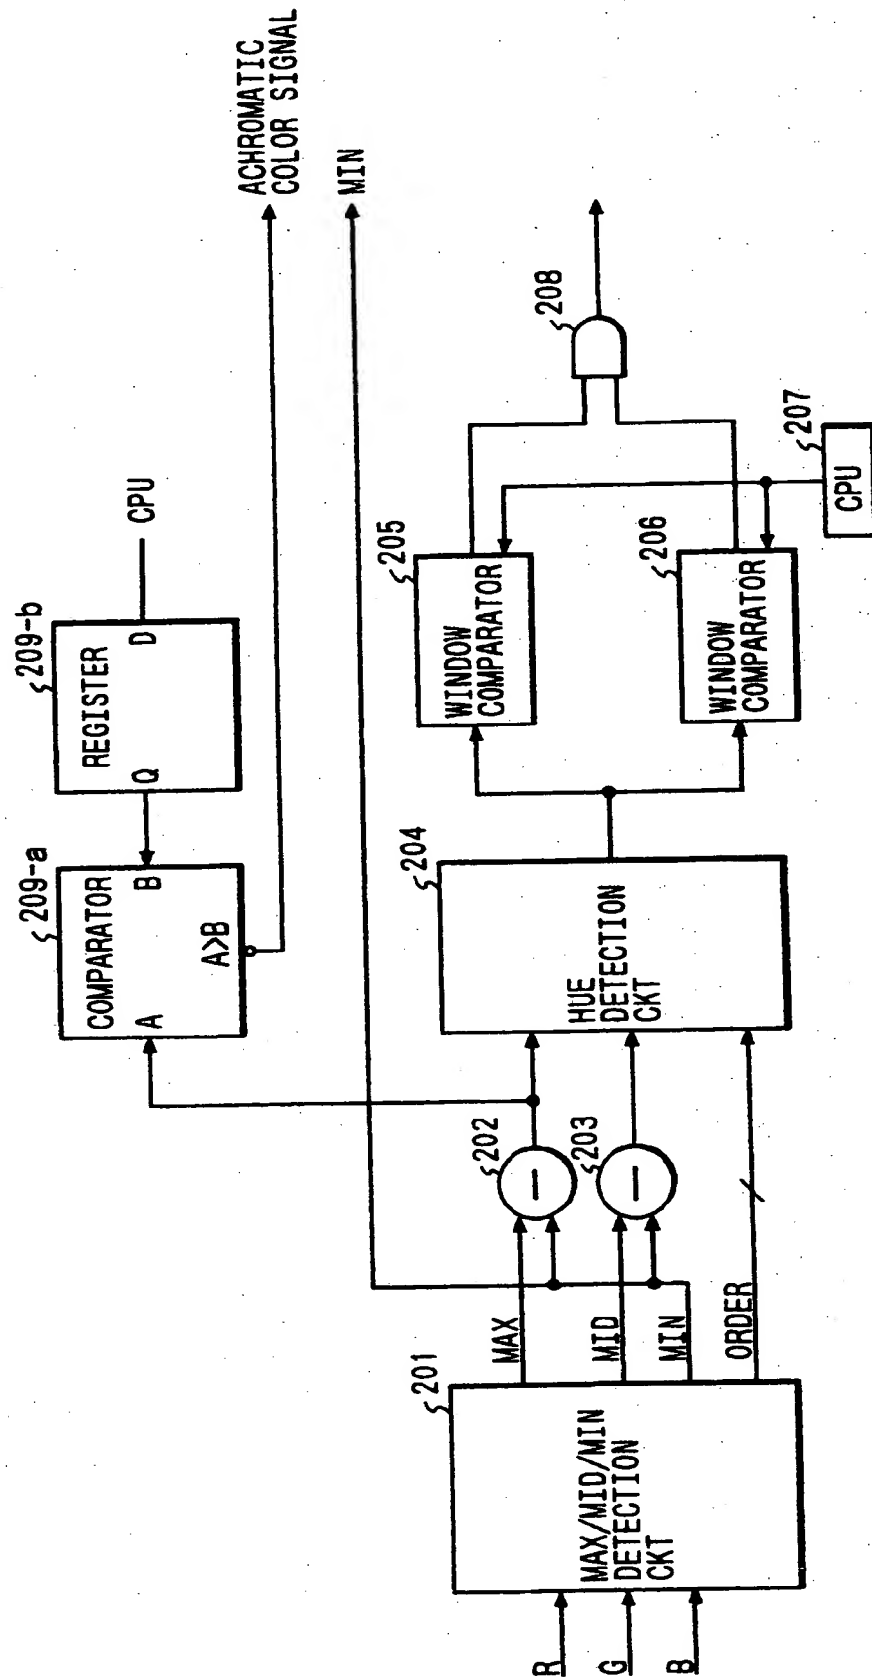 ACHROMATIC
COLOR SIGNAL
MIN
209-b
REGISTER
Q
D
CPU
209-a
COMPARATOR
A
B
A>B
208
205
WINDOW
COMPARATOR
206
WINDOW
COMPARATOR
207
CPU
204
HUE
DETECTION
CKT
202
−
203
−
201
MAX/MID/MIN
DETECTION
CKT
MAX
MID
MIN
ORDER
R
G
B